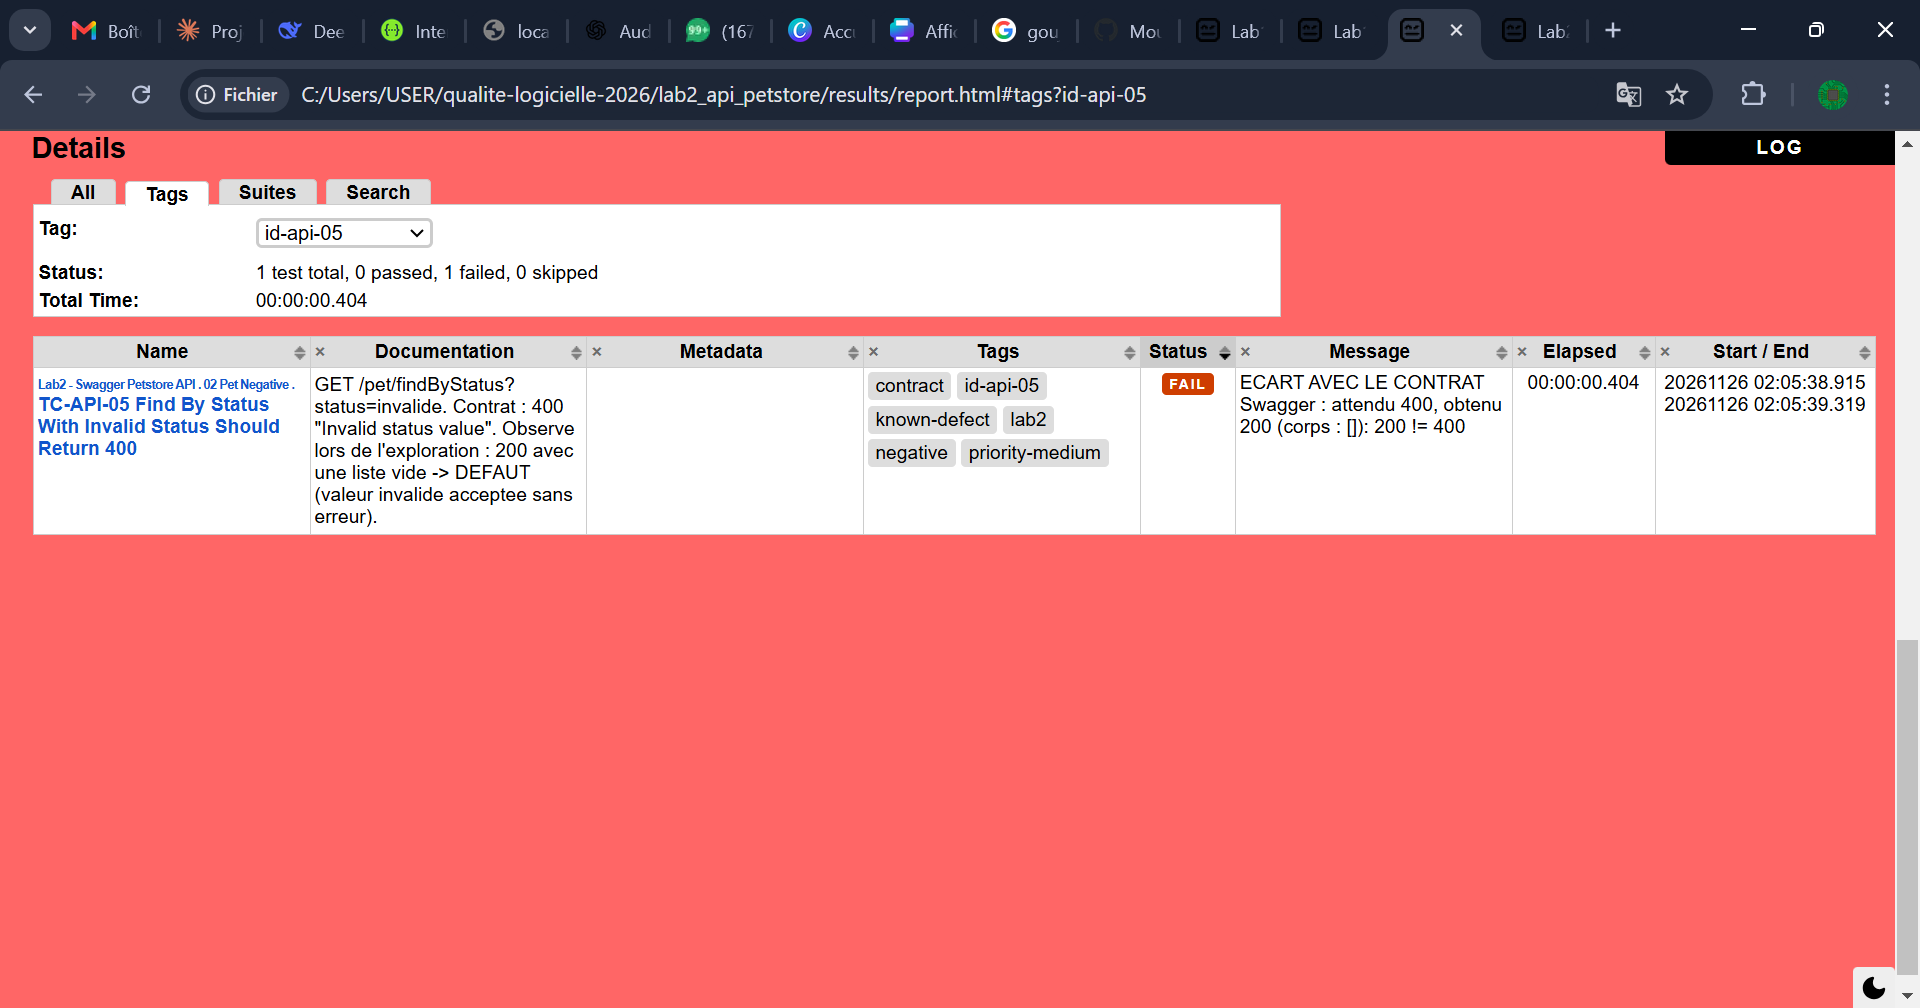 Boît
Proj
Dee
Inte
loca
Aud
99+ (167
Accu
Affic
gou
Mou
Lab
Lab
Lab2
Fichier C:/Users/USER/qualite-logicielle-2026/lab2_api_petstore/results/report.html#tags?id-api-05
Details
LOG
All Tags Suites Search
Tag: id-api-05
Status: 1 test total, 0 passed, 1 failed, 0 skipped
Total Time: 00:00:00.404
Name × Documentation × Metadata × Tags Status × Message × Elapsed × Start / End
Lab2 - Swagger Petstore API . 02 Pet Negative .
TC-API-05 Find By Status
With Invalid Status Should
Return 400
GET /pet/findByStatus?
status=invalide. Contrat : 400
"Invalid status value". Observe
lors de l'exploration : 200 avec
une liste vide -> DEFAUT
(valeur invalide acceptee sans
erreur).
contract id-api-05
known-defect lab2
negative priority-medium
FAIL
ECART AVEC LE CONTRAT
Swagger : attendu 400, obtenu
200 (corps : []): 200 != 400
00:00:00.404
20261126 02:05:38.915
20261126 02:05:39.319